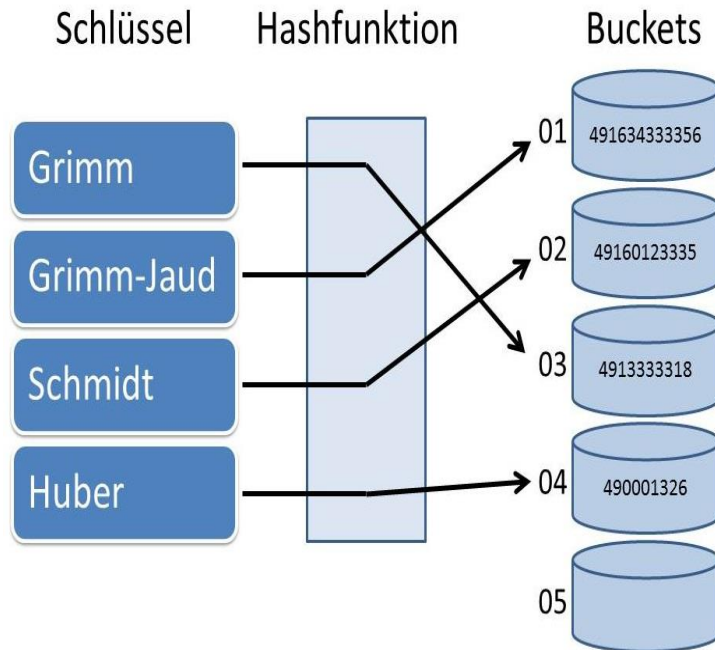 Schlüssel
Hashfunktion
Buckets
Grimm
Grimm-Jaud
Schmidt
Huber
01
491634333356
02
49160123335
03
4913333318
04
490001326
05